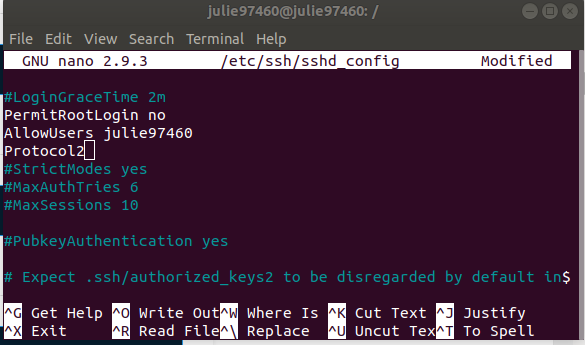 julie97460@julie97460: /
File Edit View Search Terminal Help
GNU nano 2.9.3 /etc/ssh/sshd_config Modified
#LoginGraceTime 2m
PermitRootLogin no
AllowUsers julie97460
Protocol2
#StrictModes yes
#MaxAuthTries 6
#MaxSessions 10
#PubkeyAuthentication yes
# Expect .ssh/authorized_keys2 to be disregarded by default in$
^G Get Help ^O Write Out ^W Where Is ^K Cut Text ^J Justify
^X Exit ^R Read File ^\ Replace ^U Uncut Tex ^T To Spell